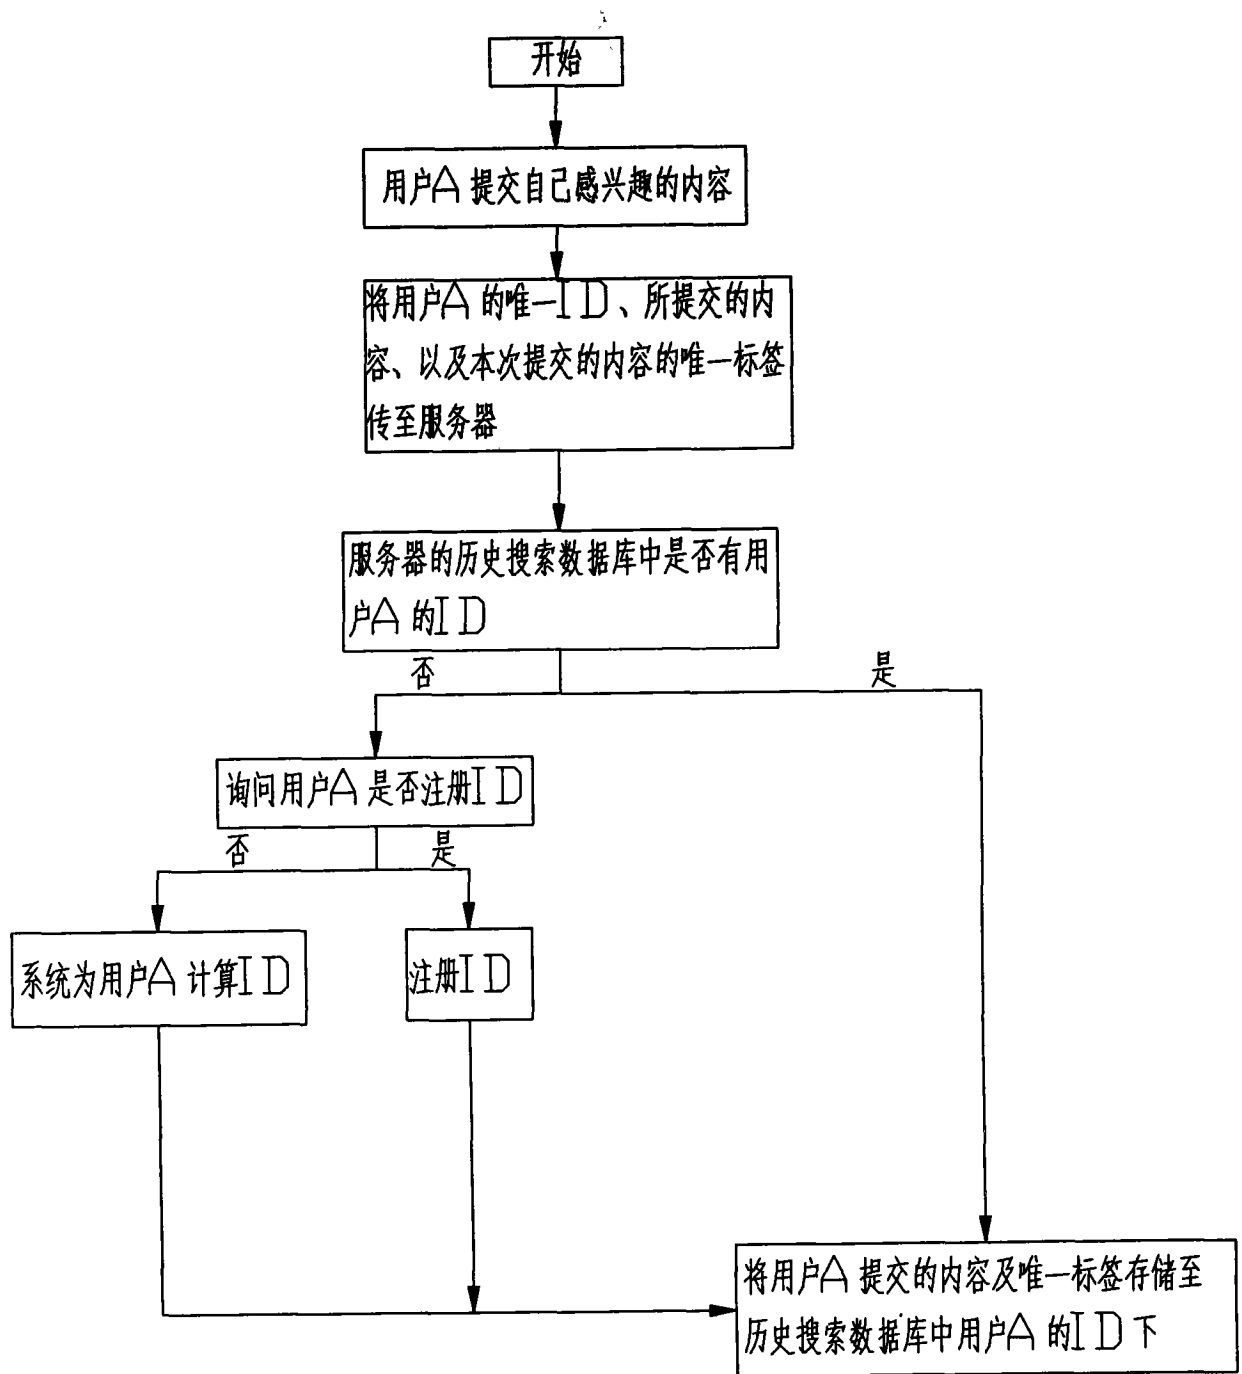 开始
用户A提交自己感兴趣的内容
将用户A的唯一ID、所提交的内
容、以及本次提交的内容的唯一标签
传至服务器
服务器的历史搜索数据库中是否有用
户A的ID
否
是
询问用户A是否注册ID
否
是
系统为用户A计算ID
注册ID
将用户A提交的内容及唯一标签存储至
历史搜索数据库中用户A的ID下